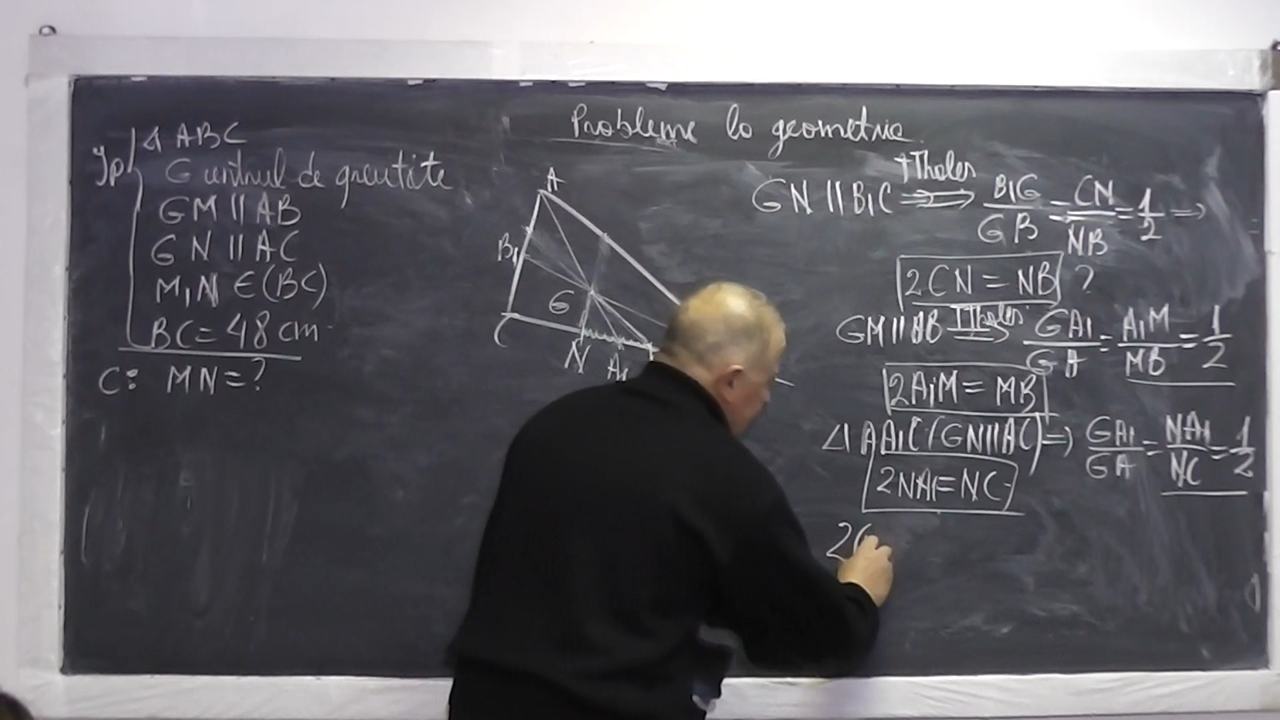 Probleme la geometrie
Ip ∆ ABC
G centrul de greutate
GM || AB
GN || AC
M,N ∈ (BC)
BC = 48 cm
C: MN = ?
A
B₁
G
C
N
A₁
GN || B₁C =T Thales=> B₁G/GB = CN/NB = 1/2 =>
2CN = NB ?
GM || AB =T Thales=> GA₁/GA = A₁M/MB = 1/2
2A₁M = MB
∆ AA₁C (GN || AC) => GA₁/GA = NA₁/NC = 1/2
2NA₁ = NC
2(